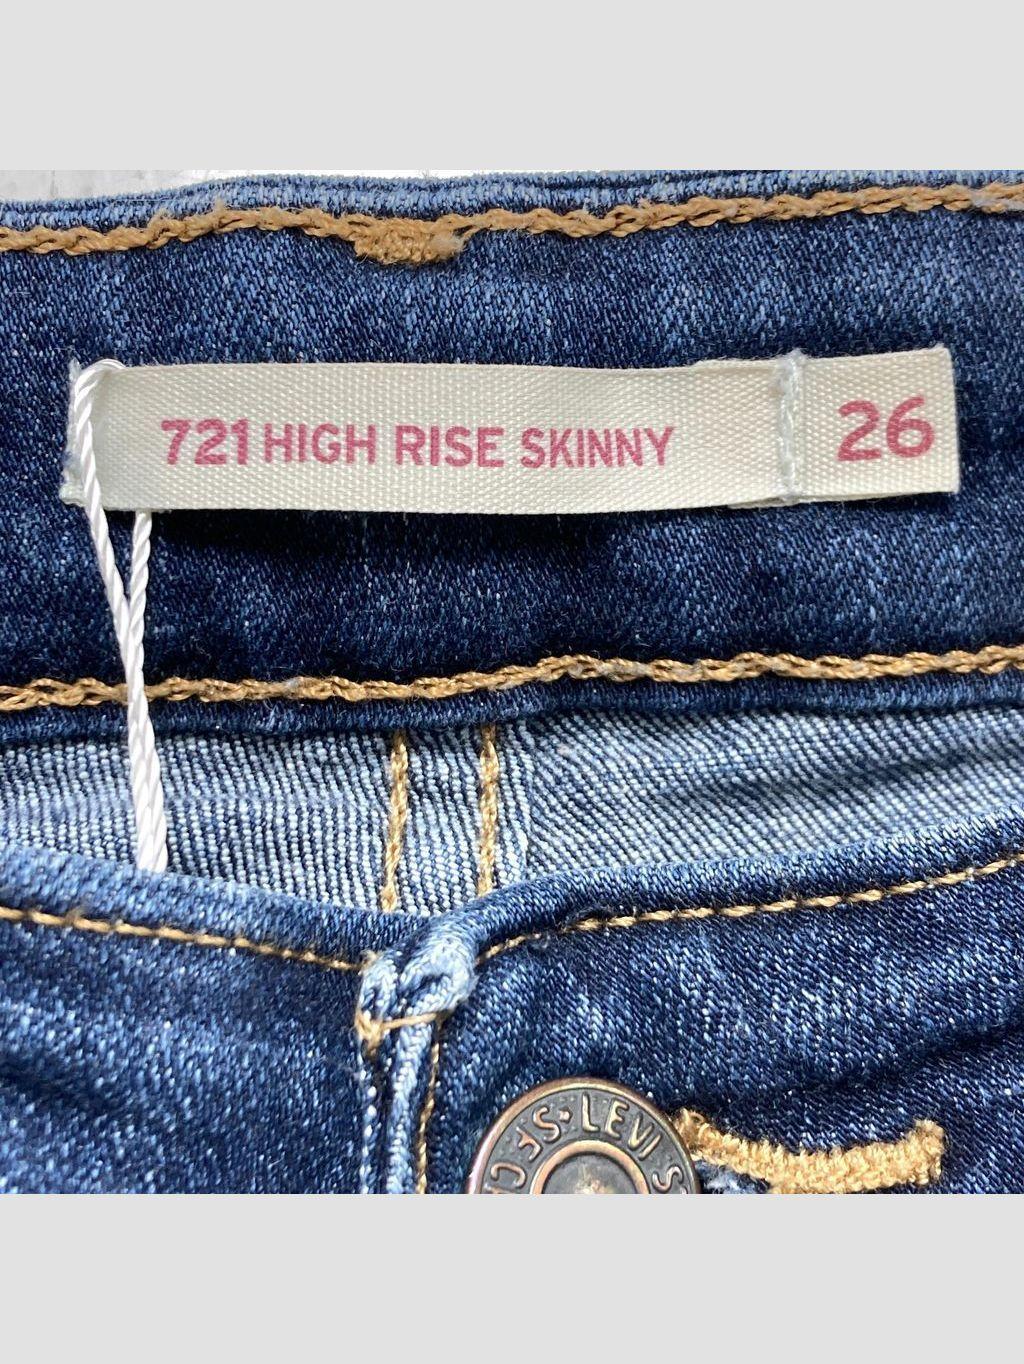 721 HIGH RISE SKINNY 26
LEVI S